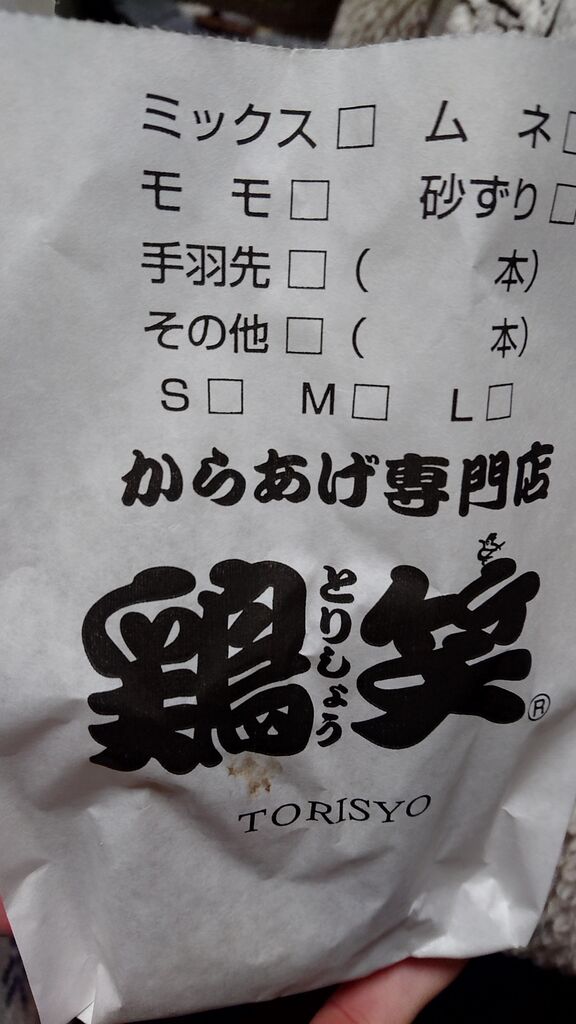 ミックス□ ムネ□
モモ□ 砂ずり□
手羽先□( 本)
その他□( 本)
S□ M□ L□
からあげ専門店
鶏笑®
とりしょう
TORISYO